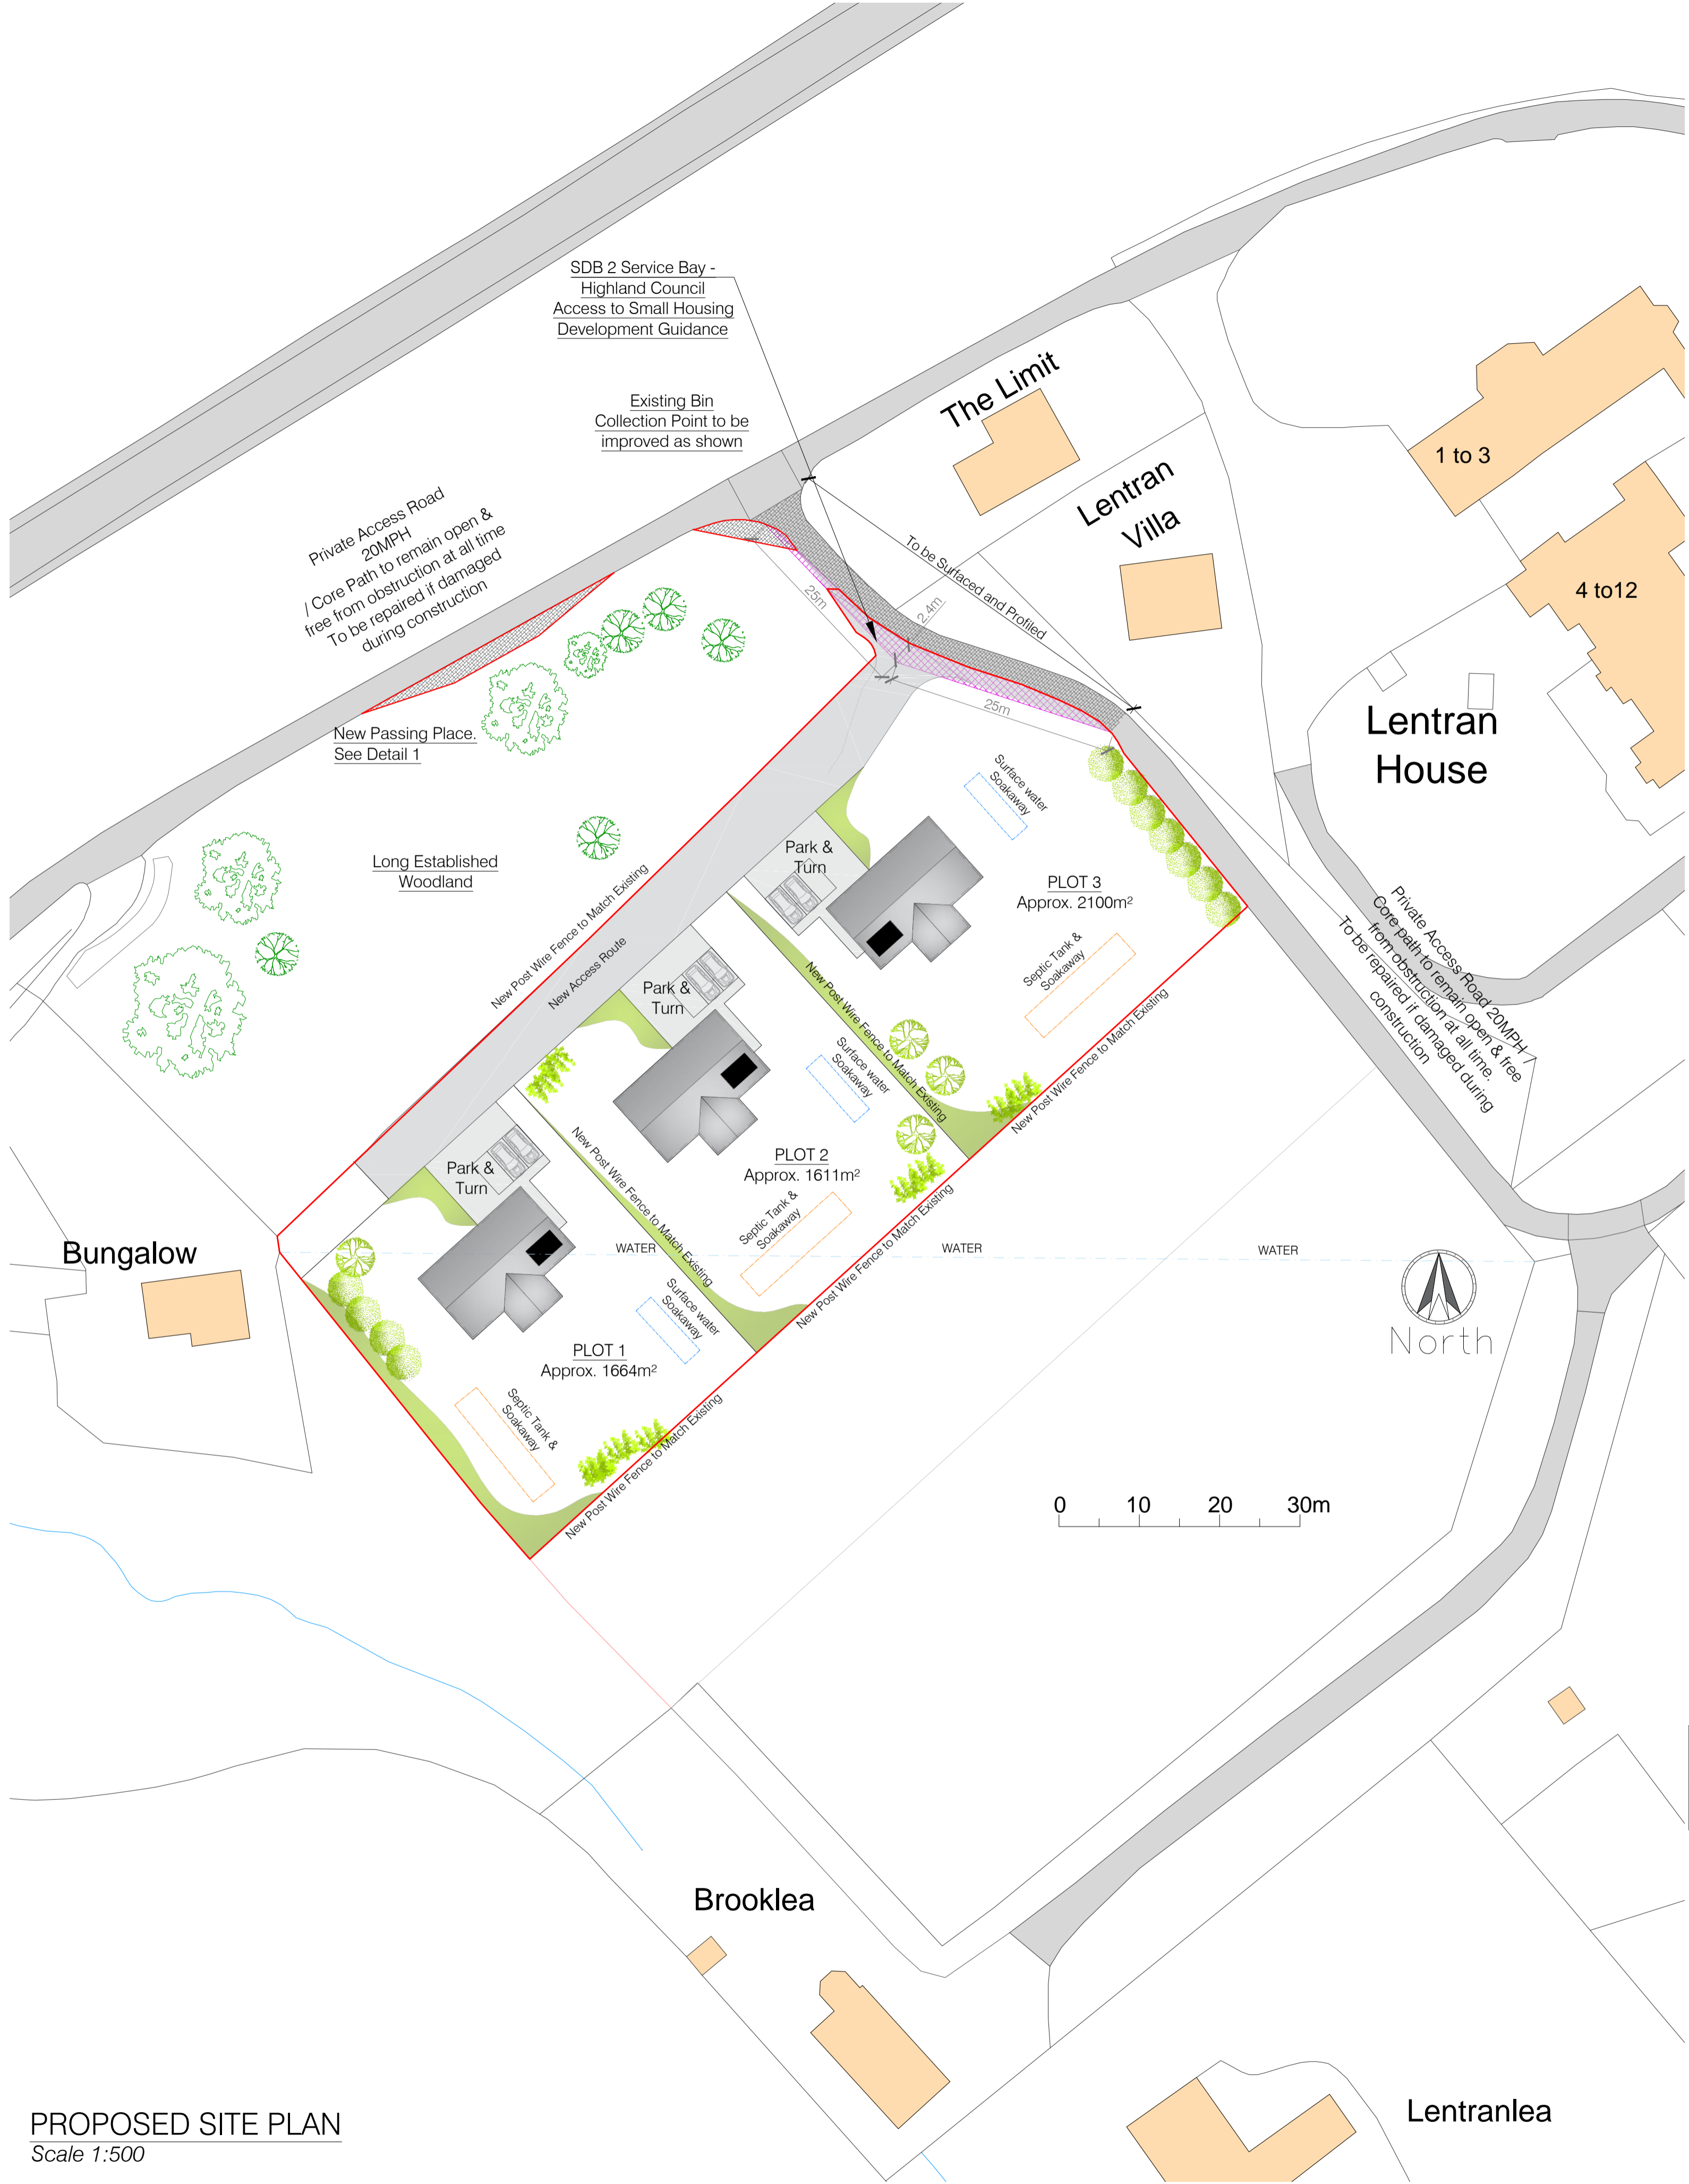 SDB 2 Service Bay -
Highland Council
Access to Small Housing
Development Guidance
Existing Bin
Collection Point to be
improved as shown
The Limit
1 to 3
Lentran
Villa
Private Access Road
20MPH
/ Core Path to remain open &
free from obstruction at all time
To be repaired if damaged
during construction
To be Surfaced and Profiled
4 to12
25m
2.4m
25m
Lentran
House
New Passing Place.
See Detail 1
Surface water
Soakaway
Long Established
Woodland
Park &
Turn
PLOT 3
Approx. 2100m²
New Post Wire Fence to Match Existing
New Access Route
Septic Tank &
Soakaway
Private Access Road 20MPH /
Core path to remain open & free
from obstruction at all time.
To be repaired if damaged during
construction
Park &
Turn
New Post Wire Fence to Match Existing
New Post Wire Fence to Match Existing
Surface water
Soakaway
PLOT 2
Approx. 1611m²
Park &
Turn
New Post Wire Fence to Match Existing
Septic Tank &
Soakaway
New Post Wire Fence to Match Existing
Bungalow
WATER
WATER
WATER
Surface water
Soakaway
North
PLOT 1
Approx. 1664m²
Septic Tank &
Soakaway
New Post Wire Fence to Match Existing
0 10 20 30m
Brooklea
Lentranlea
PROPOSED SITE PLAN
Scale 1:500